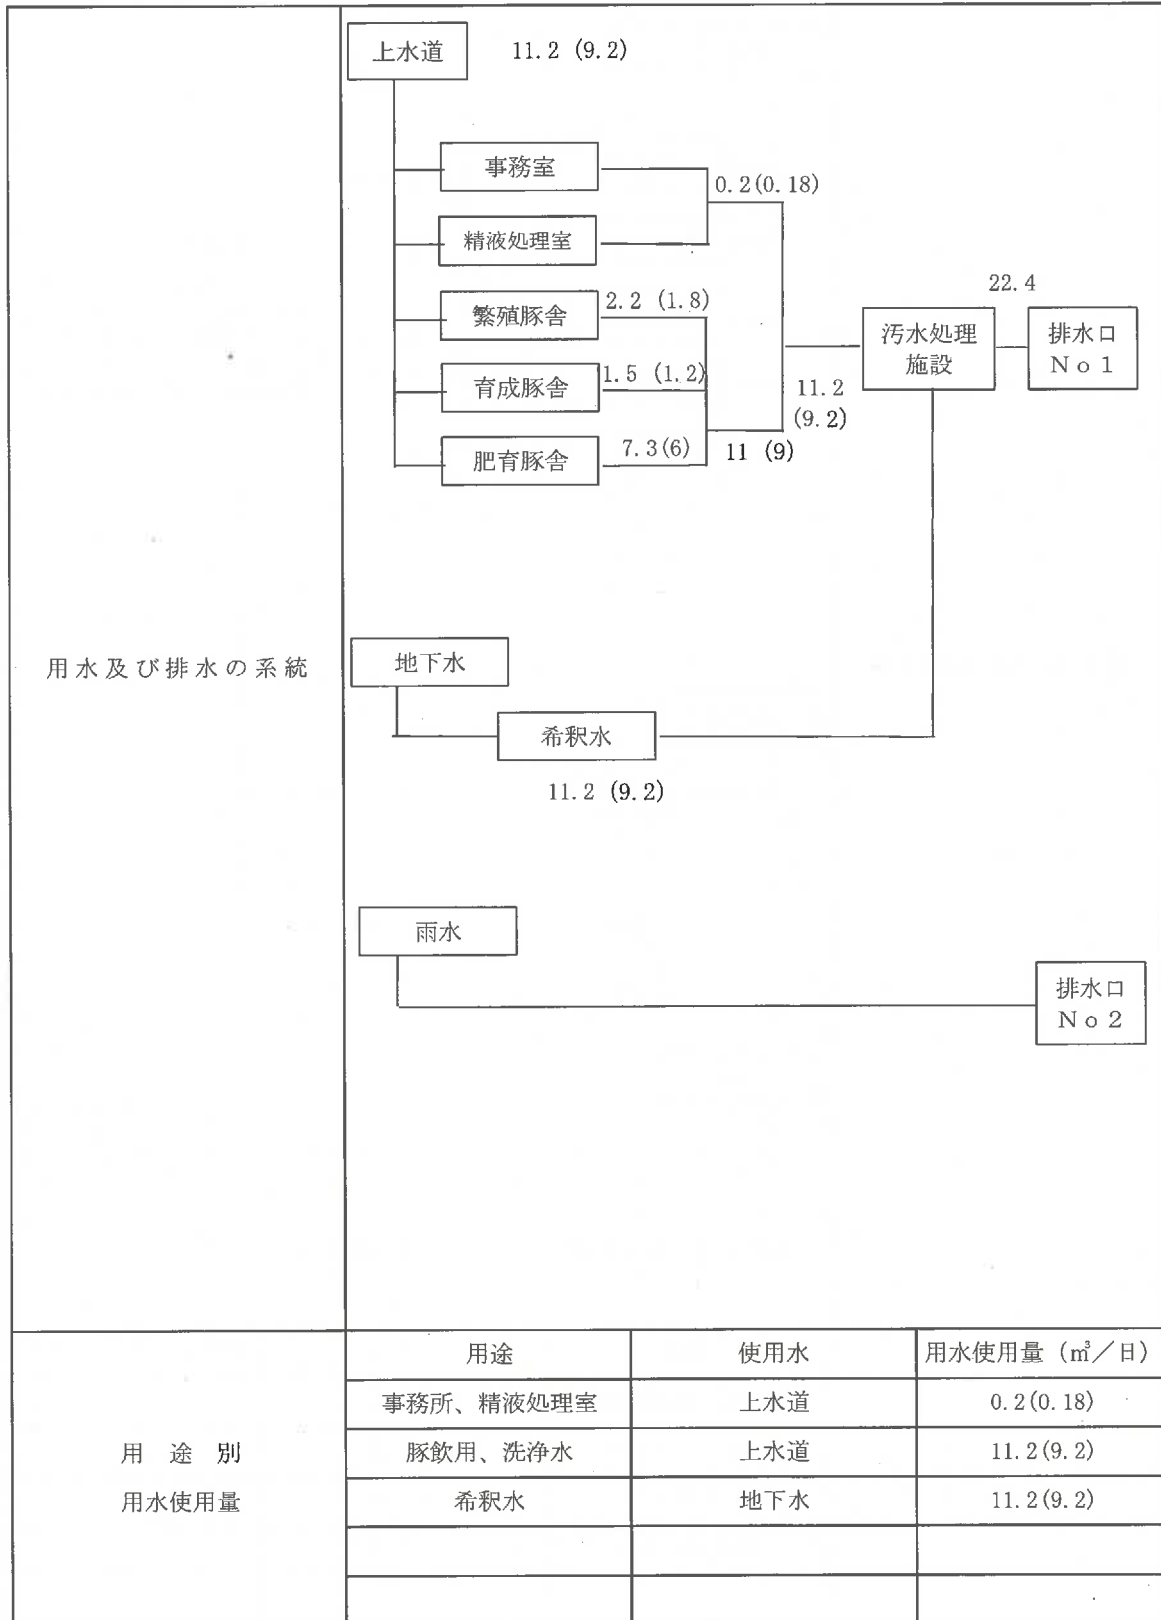 上水道 11.2 (9.2)
事務室
0.2(0.18)
精液処理室
22.4
繁殖豚舎 2.2 (1.8)
汚水処理
施設
排水口
No1
育成豚舎 1.5 (1.2)
11.2
(9.2)
肥育豚舎 7.3(6) 11 (9)
用水及び排水の系統
地下水
希釈水
11.2 (9.2)
雨水
排水口
No2
用途 使用水 用水使用量 (㎥/日)
事務所、精液処理室 上水道 0.2(0.18)
用途別
用水使用量
豚飲用、洗浄水 上水道 11.2(9.2)
希釈水 地下水 11.2(9.2)